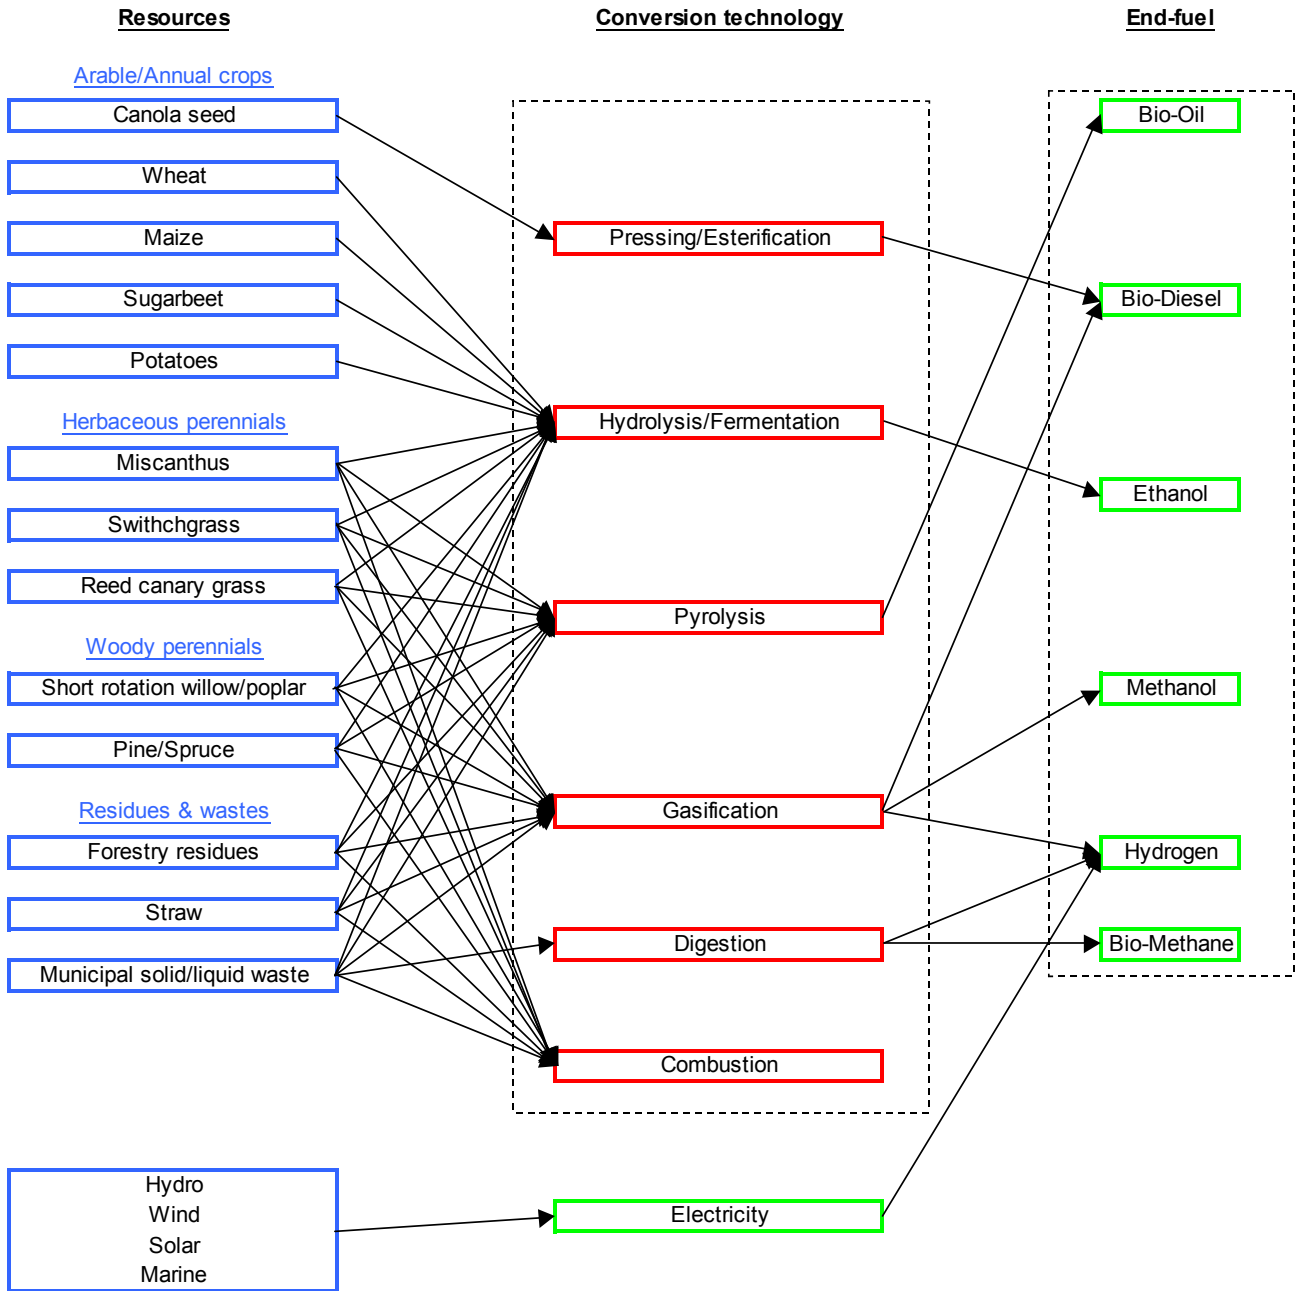 Resources
Conversion technology
End-fuel
Arable/Annual crops
Canola seed
Wheat
Maize
Sugarbeet
Potatoes
Herbaceous perennials
Miscanthus
Swithchgrass
Reed canary grass
Woody perennials
Short rotation willow/poplar
Pine/Spruce
Residues & wastes
Forestry residues
Straw
Municipal solid/liquid waste
Hydro
Wind
Solar
Marine
Pressing/Esterification
Hydrolysis/Fermentation
Pyrolysis
Gasification
Digestion
Combustion
Electricity
Bio-Oil
Bio-Diesel
Ethanol
Methanol
Hydrogen
Bio-Methane